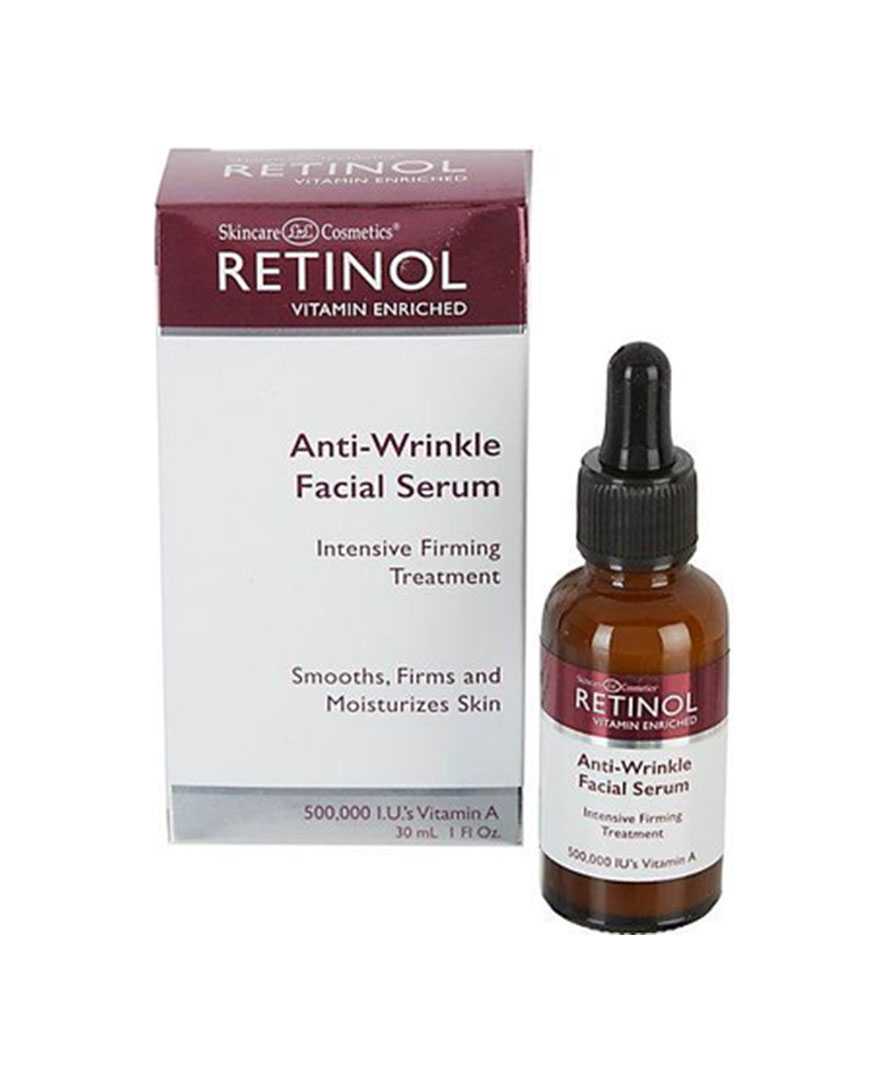 RETINOL
VITAMIN ENRICHED
Skincare L&L Cosmetics®
RETINOL
VITAMIN ENRICHED
Anti-Wrinkle
Facial Serum
Intensive Firming
Treatment
Smooths, Firms and
Moisturizes Skin
500,000 I.U.'s Vitamin A
30 mL 1 Fl Oz.
Skincare Cosmetics
RETINOL
VITAMIN ENRICHED
Anti-Wrinkle
Facial Serum
Intensive Firming
Treatment
500,000 IU's Vitamin A